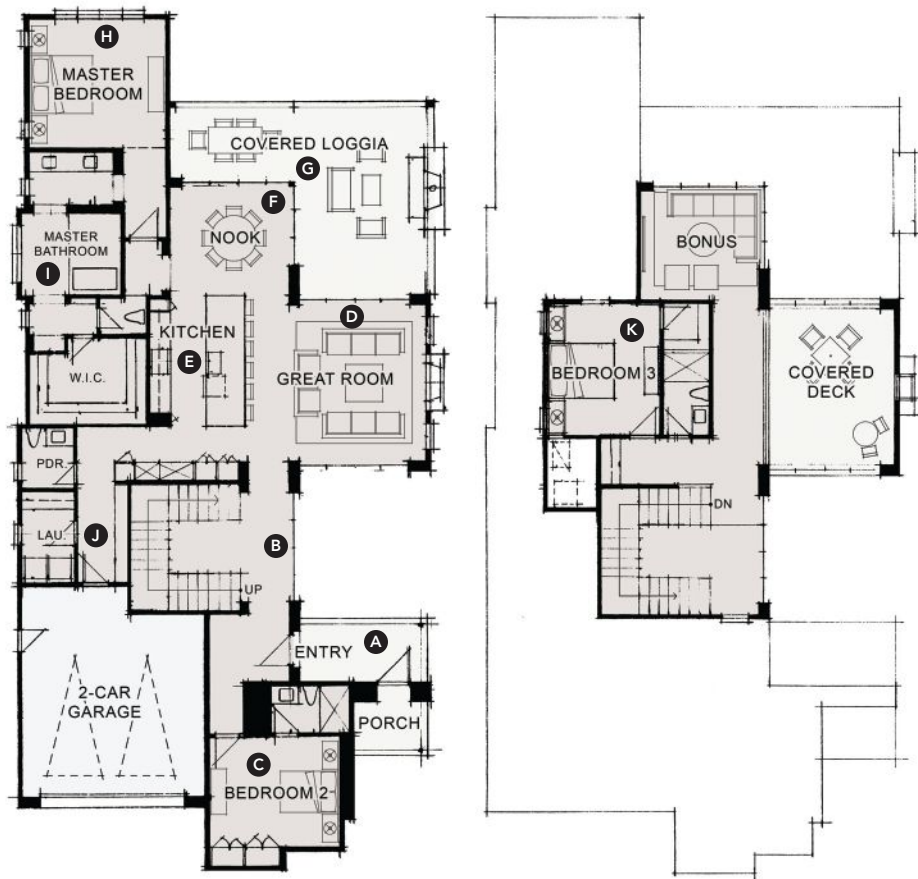 H
MASTER
BEDROOM
COVERED LOGGIA
G
F
NOOK
MASTER
BATHROOM
I
D
KITCHEN
E
GREAT ROOM
W.I.C.
PDR.
LAU.
J
B
UP
A
ENTRY
2-CAR
GARAGE
PORCH
C
BEDROOM 2
BONUS
K
BEDROOM 3
COVERED
DECK
DN